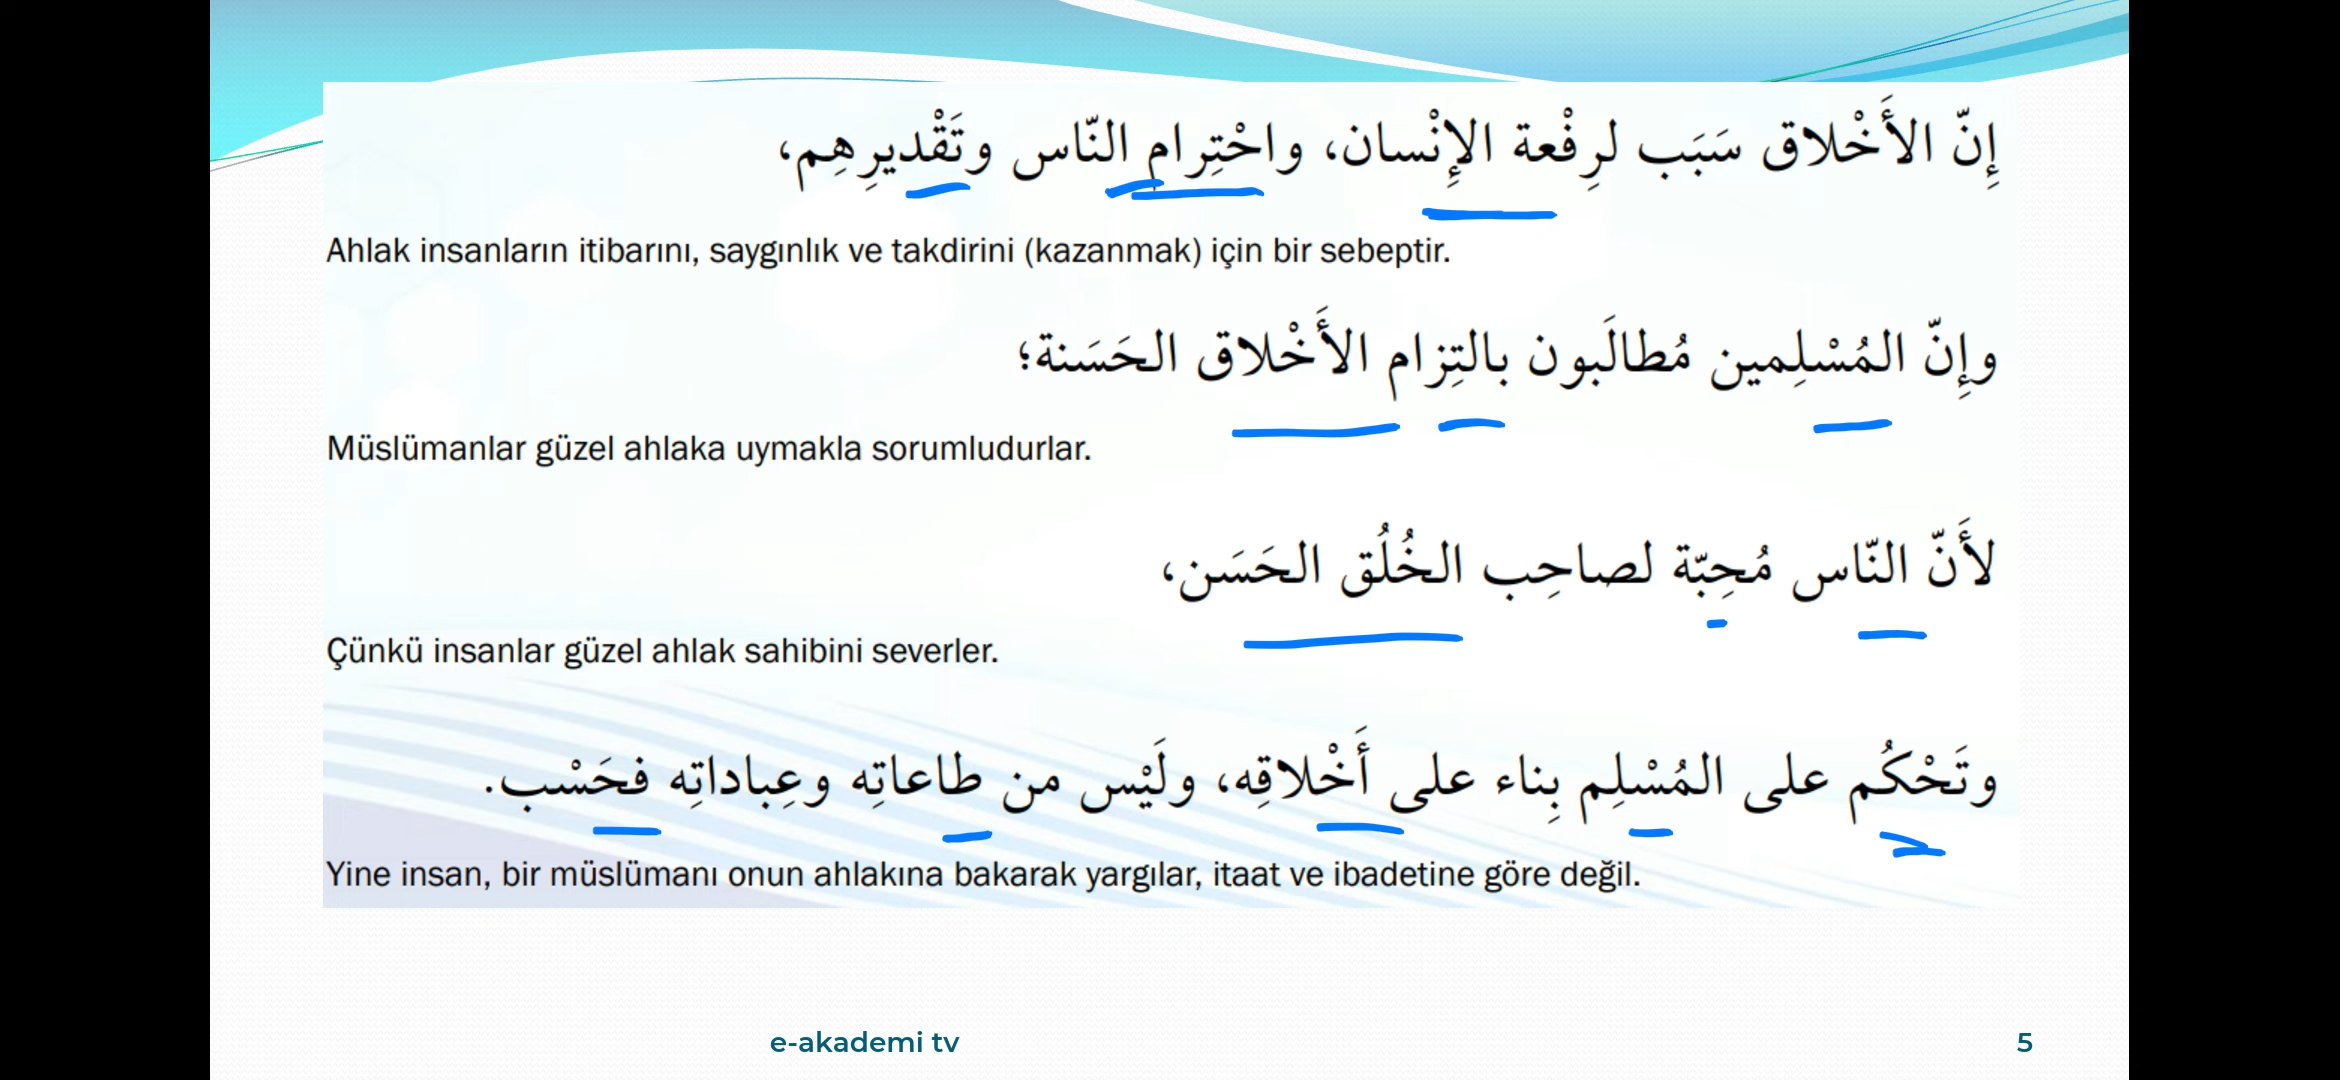 إِنّ الأَخْلاق سَبَب لرِفْعة الإِنْسان، واحْتِرام النّاس وتَقْديرِهِم،
Ahlak insanların itibarını, saygınlık ve takdirini (kazanmak) için bir sebeptir.
وإِنّ المُسْلِمين مُطالَبون بالتِزام الأَخْلاق الحَسَنة؛
Müslümanlar güzel ahlaka uymakla sorumludurlar.
لأَنّ النّاس مُحِبّة لصاحِب الخُلُق الحَسَن،
Çünkü insanlar güzel ahlak sahibini severler.
وتَحْكُم على المُسْلِم بِناء على أَخْلاقِه، ولَيْس من طاعاتِه وعِباداتِه فحَسْب.
Yine insan, bir müslümanı onun ahlakına bakarak yargılar, itaat ve ibadetine göre değil.
e-akademi tv
5